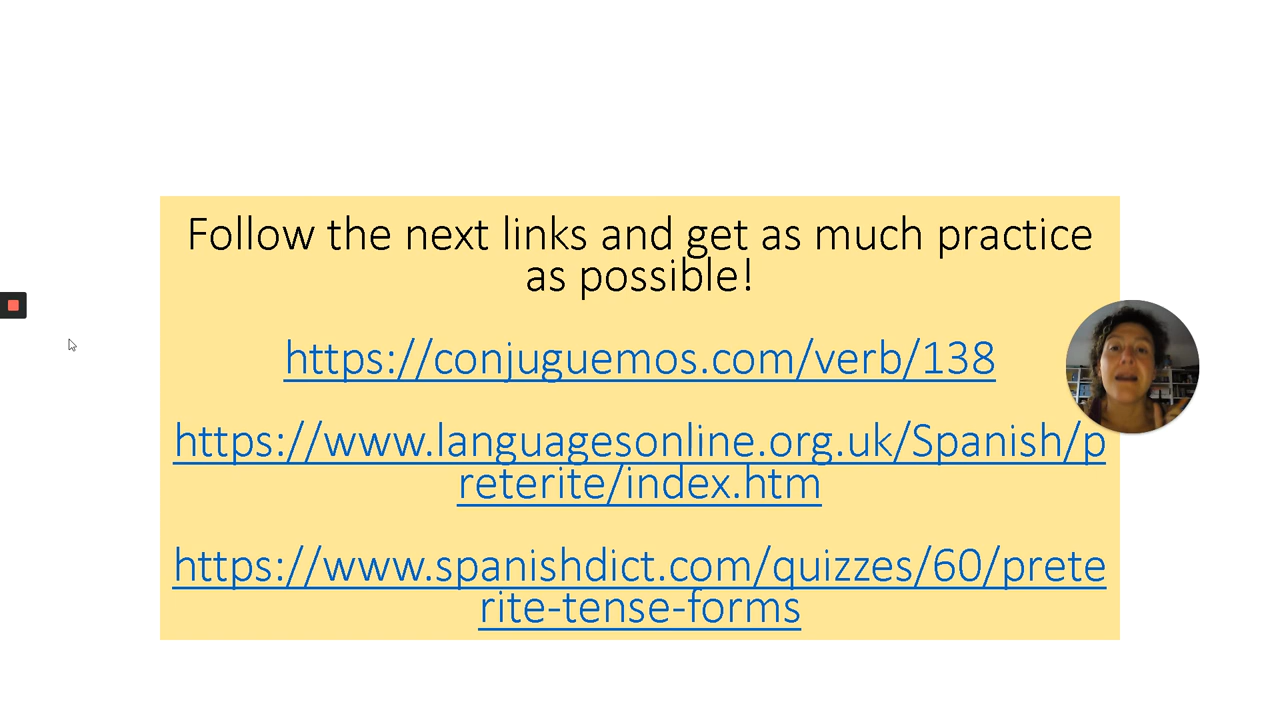 Follow the next links and get as much practice
as possible!
https://conjuguemos.com/verb/138
https://www.languagesonline.org.uk/Spanish/p
reterite/index.htm
https://www.spanishdict.com/quizzes/60/prete
rite-tense-forms